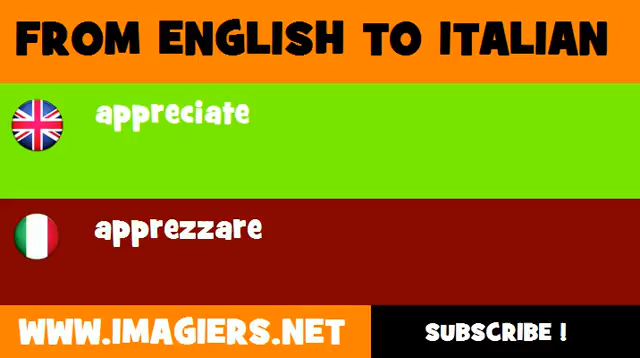 FROM ENGLISH TO ITALIAN
appreciate
apprezzare
WWW.IMAGIERS.NET
SUBSCRIBE !